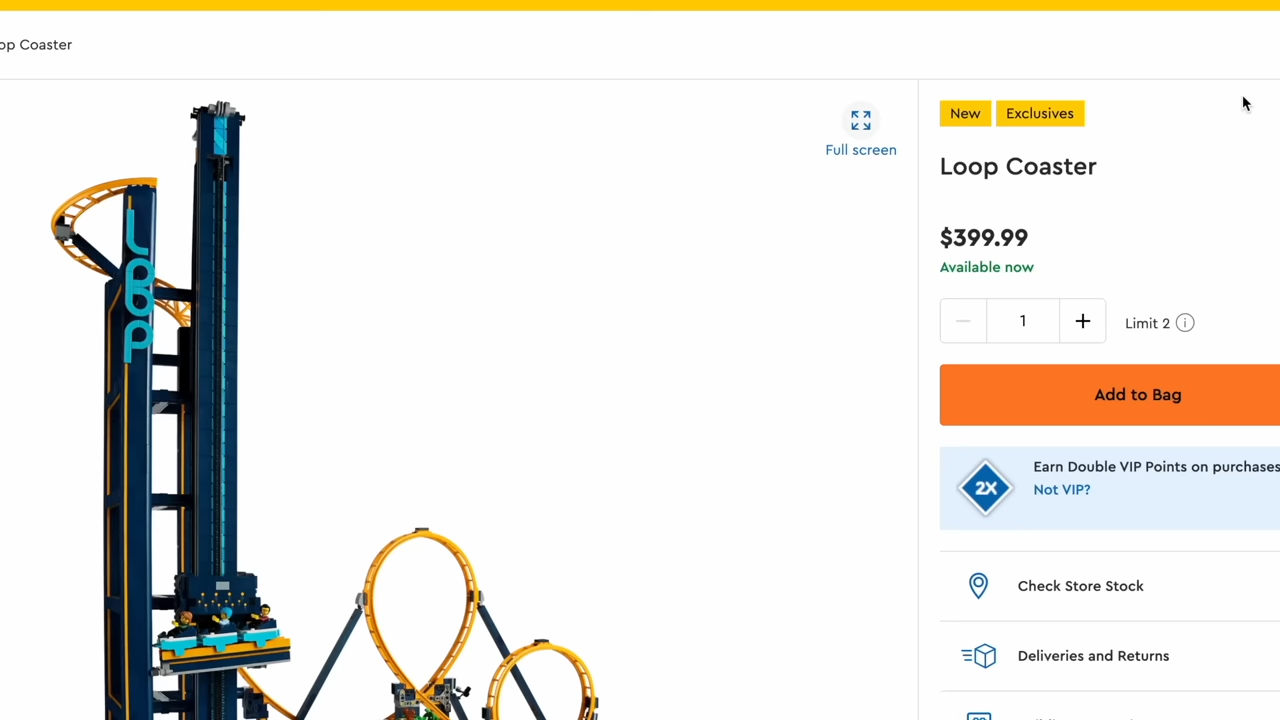 op Coaster
Full screen
LOOP
New
Exclusives
Loop Coaster
$399.99
Available now
1
Limit 2
Add to Bag
2X
Earn Double VIP Points on purchases
Not VIP?
Check Store Stock
Deliveries and Returns